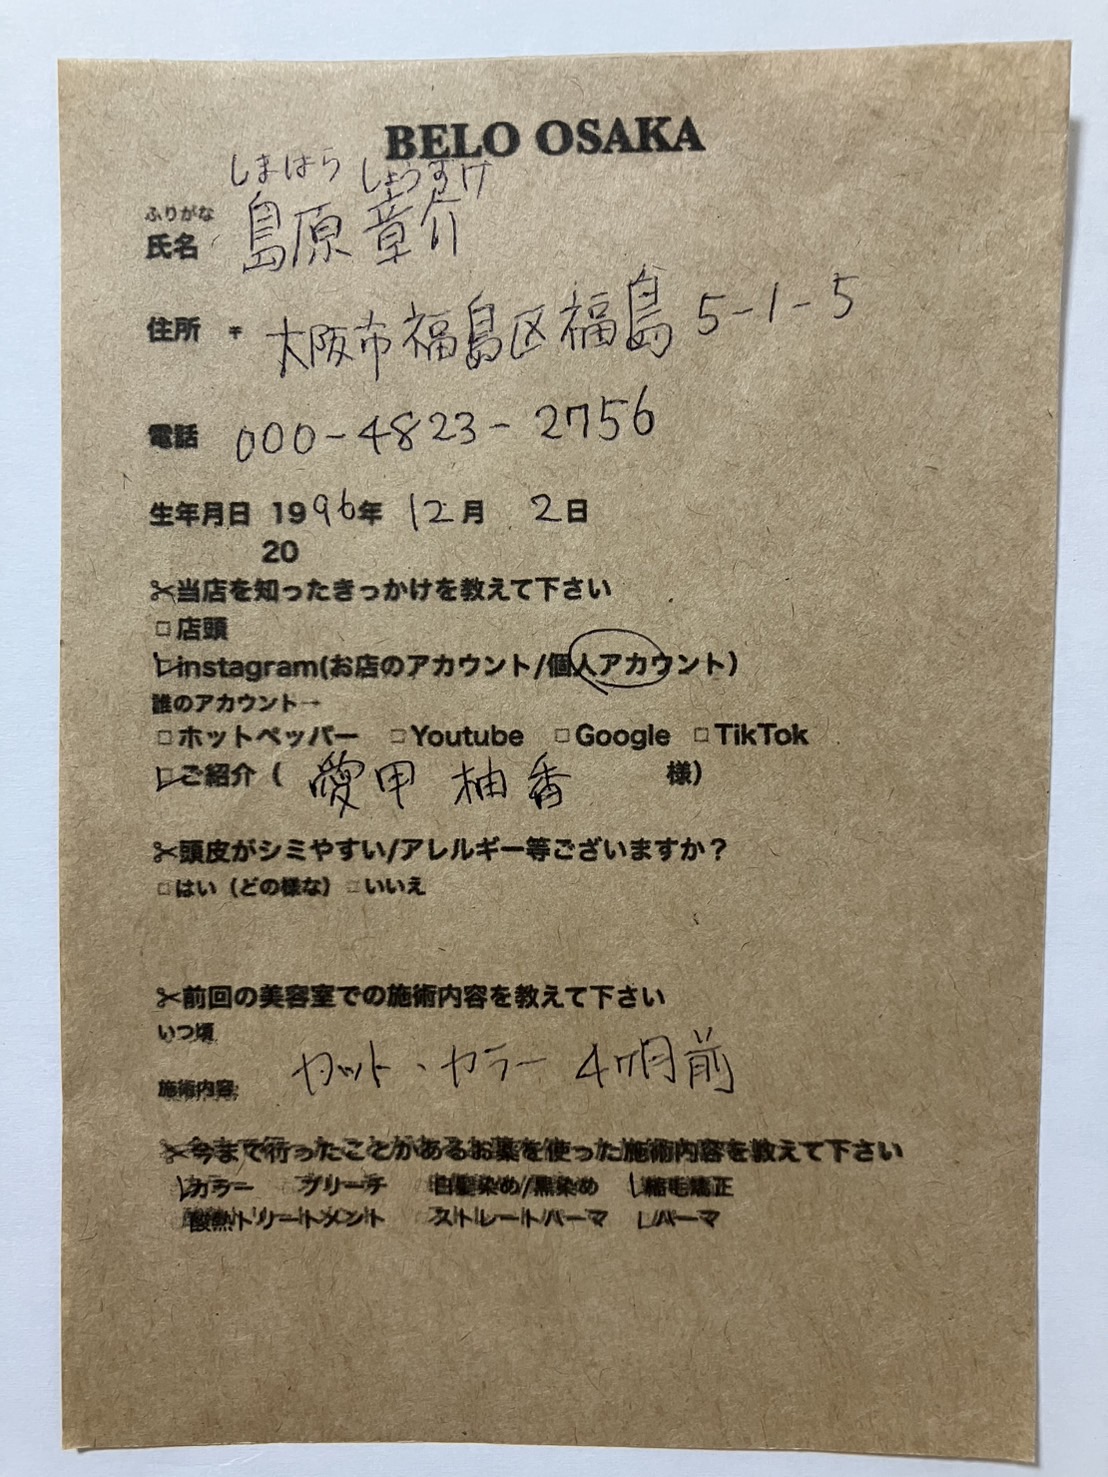 BELO OSAKA
しまはら しょうすけ
ふりがな
氏名 島原 章介
住所 〒 大阪市福島区福島 5-1-5
電話 000-4823-2756
生年月日 1996年 12月 2日
20
✂当店を知ったきっかけを教えて下さい
□店頭
□instagram(お店のアカウント/個人アカウント)
誰のアカウント→
□ホットペッパー □Youtube □Google □TikTok
□ご紹介( 愛甲 柚香 様)
✂頭皮がシミやすい/アレルギー等ございますか？
□はい（どの様な）□いいえ
✂前回の美容室での施術内容を教えて下さい
いつ頃
カット、カラー 4ヶ月前
施術内容:
✂今まで行ったことがあるお薬を使った施術内容を教えて下さい
カラー ブリーチ 白髪染め/黒染め 縮毛矯正
酸熱トリートメント ストレートパーマ パーマ